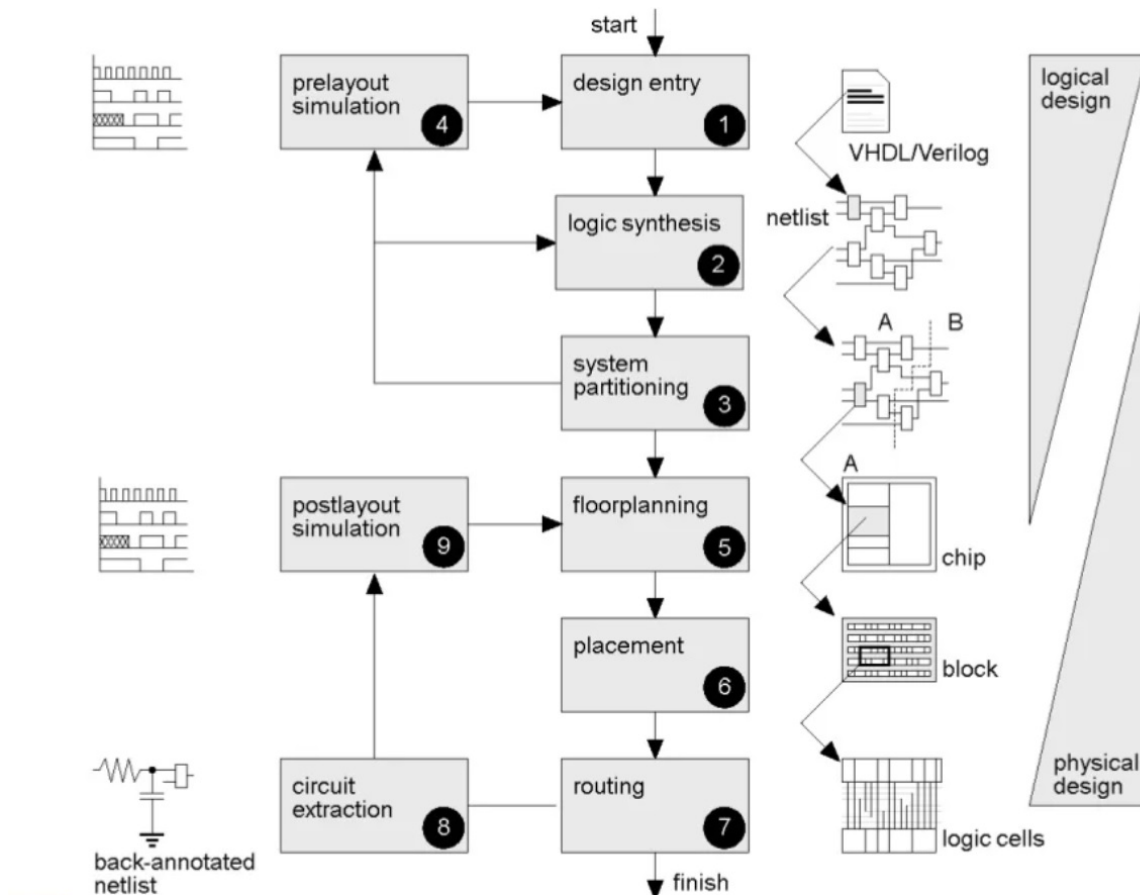 start
prelayout
simulation
4
design entry
1
logical
design
VHDL/Verilog
logic synthesis
2
netlist
A B
system
partitioning
3
A
postlayout
simulation
9
floorplanning
5
chip
placement
6
block
circuit
extraction
8
routing
7
physical
design
logic cells
back-annotated
netlist
finish